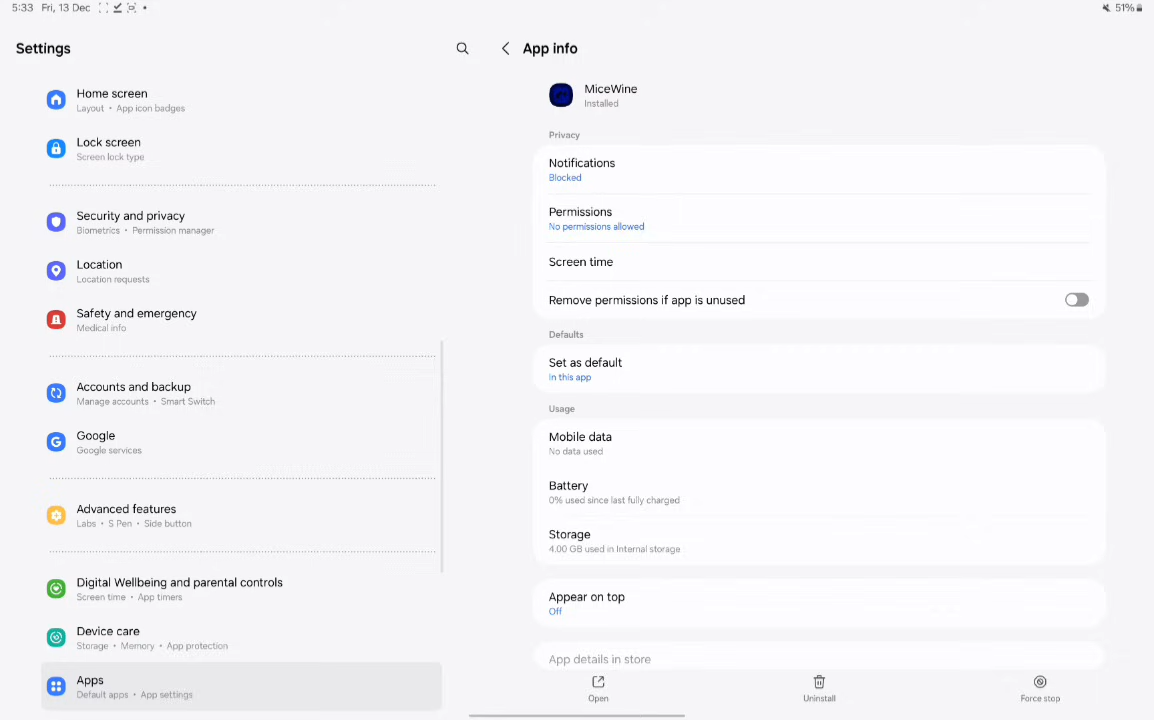 5:33 Fri, 13 Dec
51%
Settings
Home screen
Layout • App icon badges
Lock screen
Screen lock type
Security and privacy
Biometrics • Permission manager
Location
Location requests
Safety and emergency
Medical info
Accounts and backup
Manage accounts • Smart Switch
Google
Google services
Advanced features
Labs • S Pen • Side button
Digital Wellbeing and parental controls
Screen time • App timers
Device care
Storage • Memory • App protection
Apps
Default apps • App settings
App info
MiceWine
Installed
Privacy
Notifications
Blocked
Permissions
No permissions allowed
Screen time
Remove permissions if app is unused
Defaults
Set as default
In this app
Usage
Mobile data
No data used
Battery
0% used since last fully charged
Storage
4.00 GB used in Internal storage
Appear on top
Off
App details in store
Open
Uninstall
Force stop